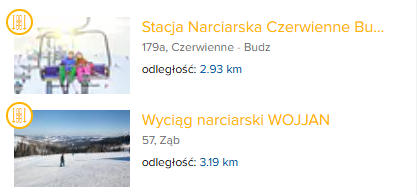 Stacja Narciarska Czerwienne Bu...
179a, Czerwienne - Budz
odległość: 2.93 km
Wyciąg narciarski WOJJAN
57, Ząb
odległość: 3.19 km